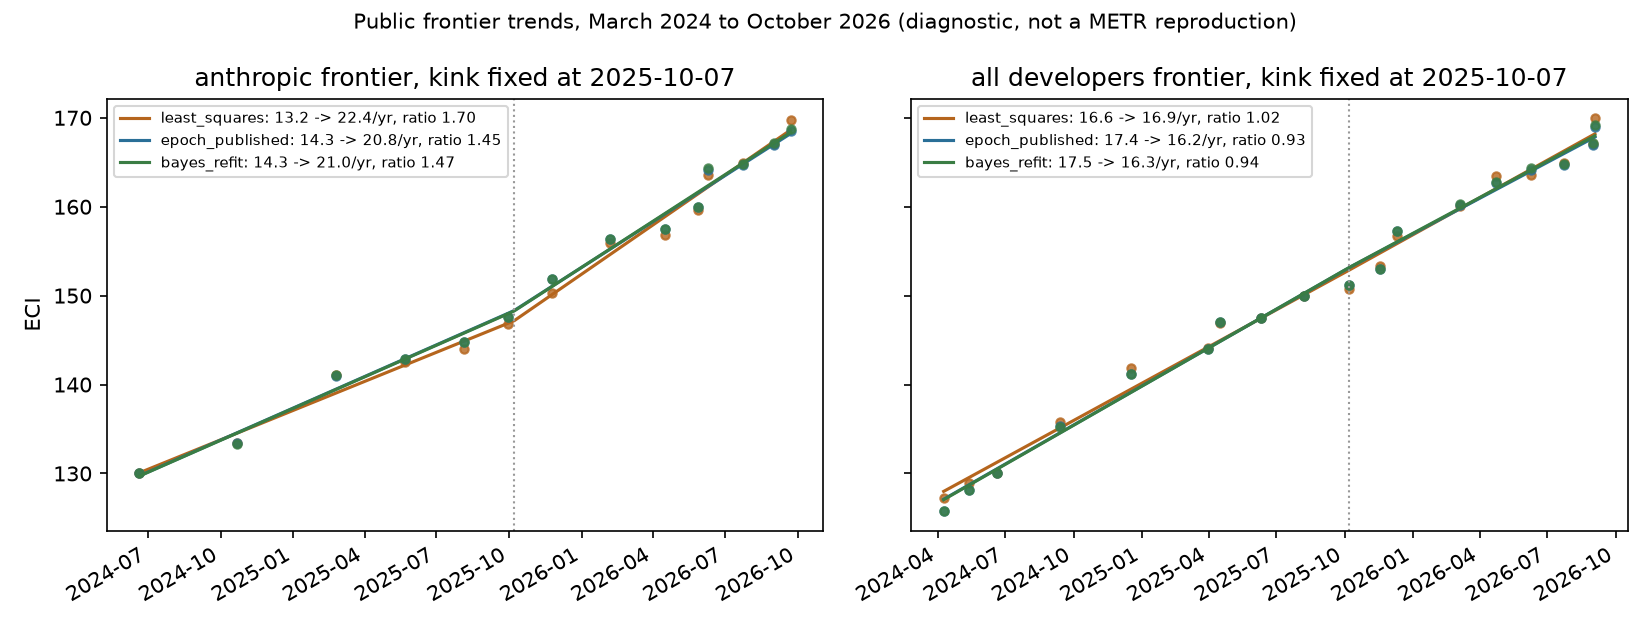 Public frontier trends, March 2024 to October 2026 (diagnostic, not a METR reproduction)
anthropic frontier, kink fixed at 2025-10-07
least_squares: 13.2 -> 22.4/yr, ratio 1.70
epoch_published: 14.3 -> 20.8/yr, ratio 1.45
bayes_refit: 14.3 -> 21.0/yr, ratio 1.47
ECI
170
160
150
140
130
2024-07
2024-10
2025-01
2025-04
2025-07
2025-10
2026-01
2026-04
2026-07
2026-10
all developers frontier, kink fixed at 2025-10-07
least_squares: 16.6 -> 16.9/yr, ratio 1.02
epoch_published: 17.4 -> 16.2/yr, ratio 0.93
bayes_refit: 17.5 -> 16.3/yr, ratio 0.94
2024-04
2024-07
2024-10
2025-01
2025-04
2025-07
2025-10
2026-01
2026-04
2026-07
2026-10